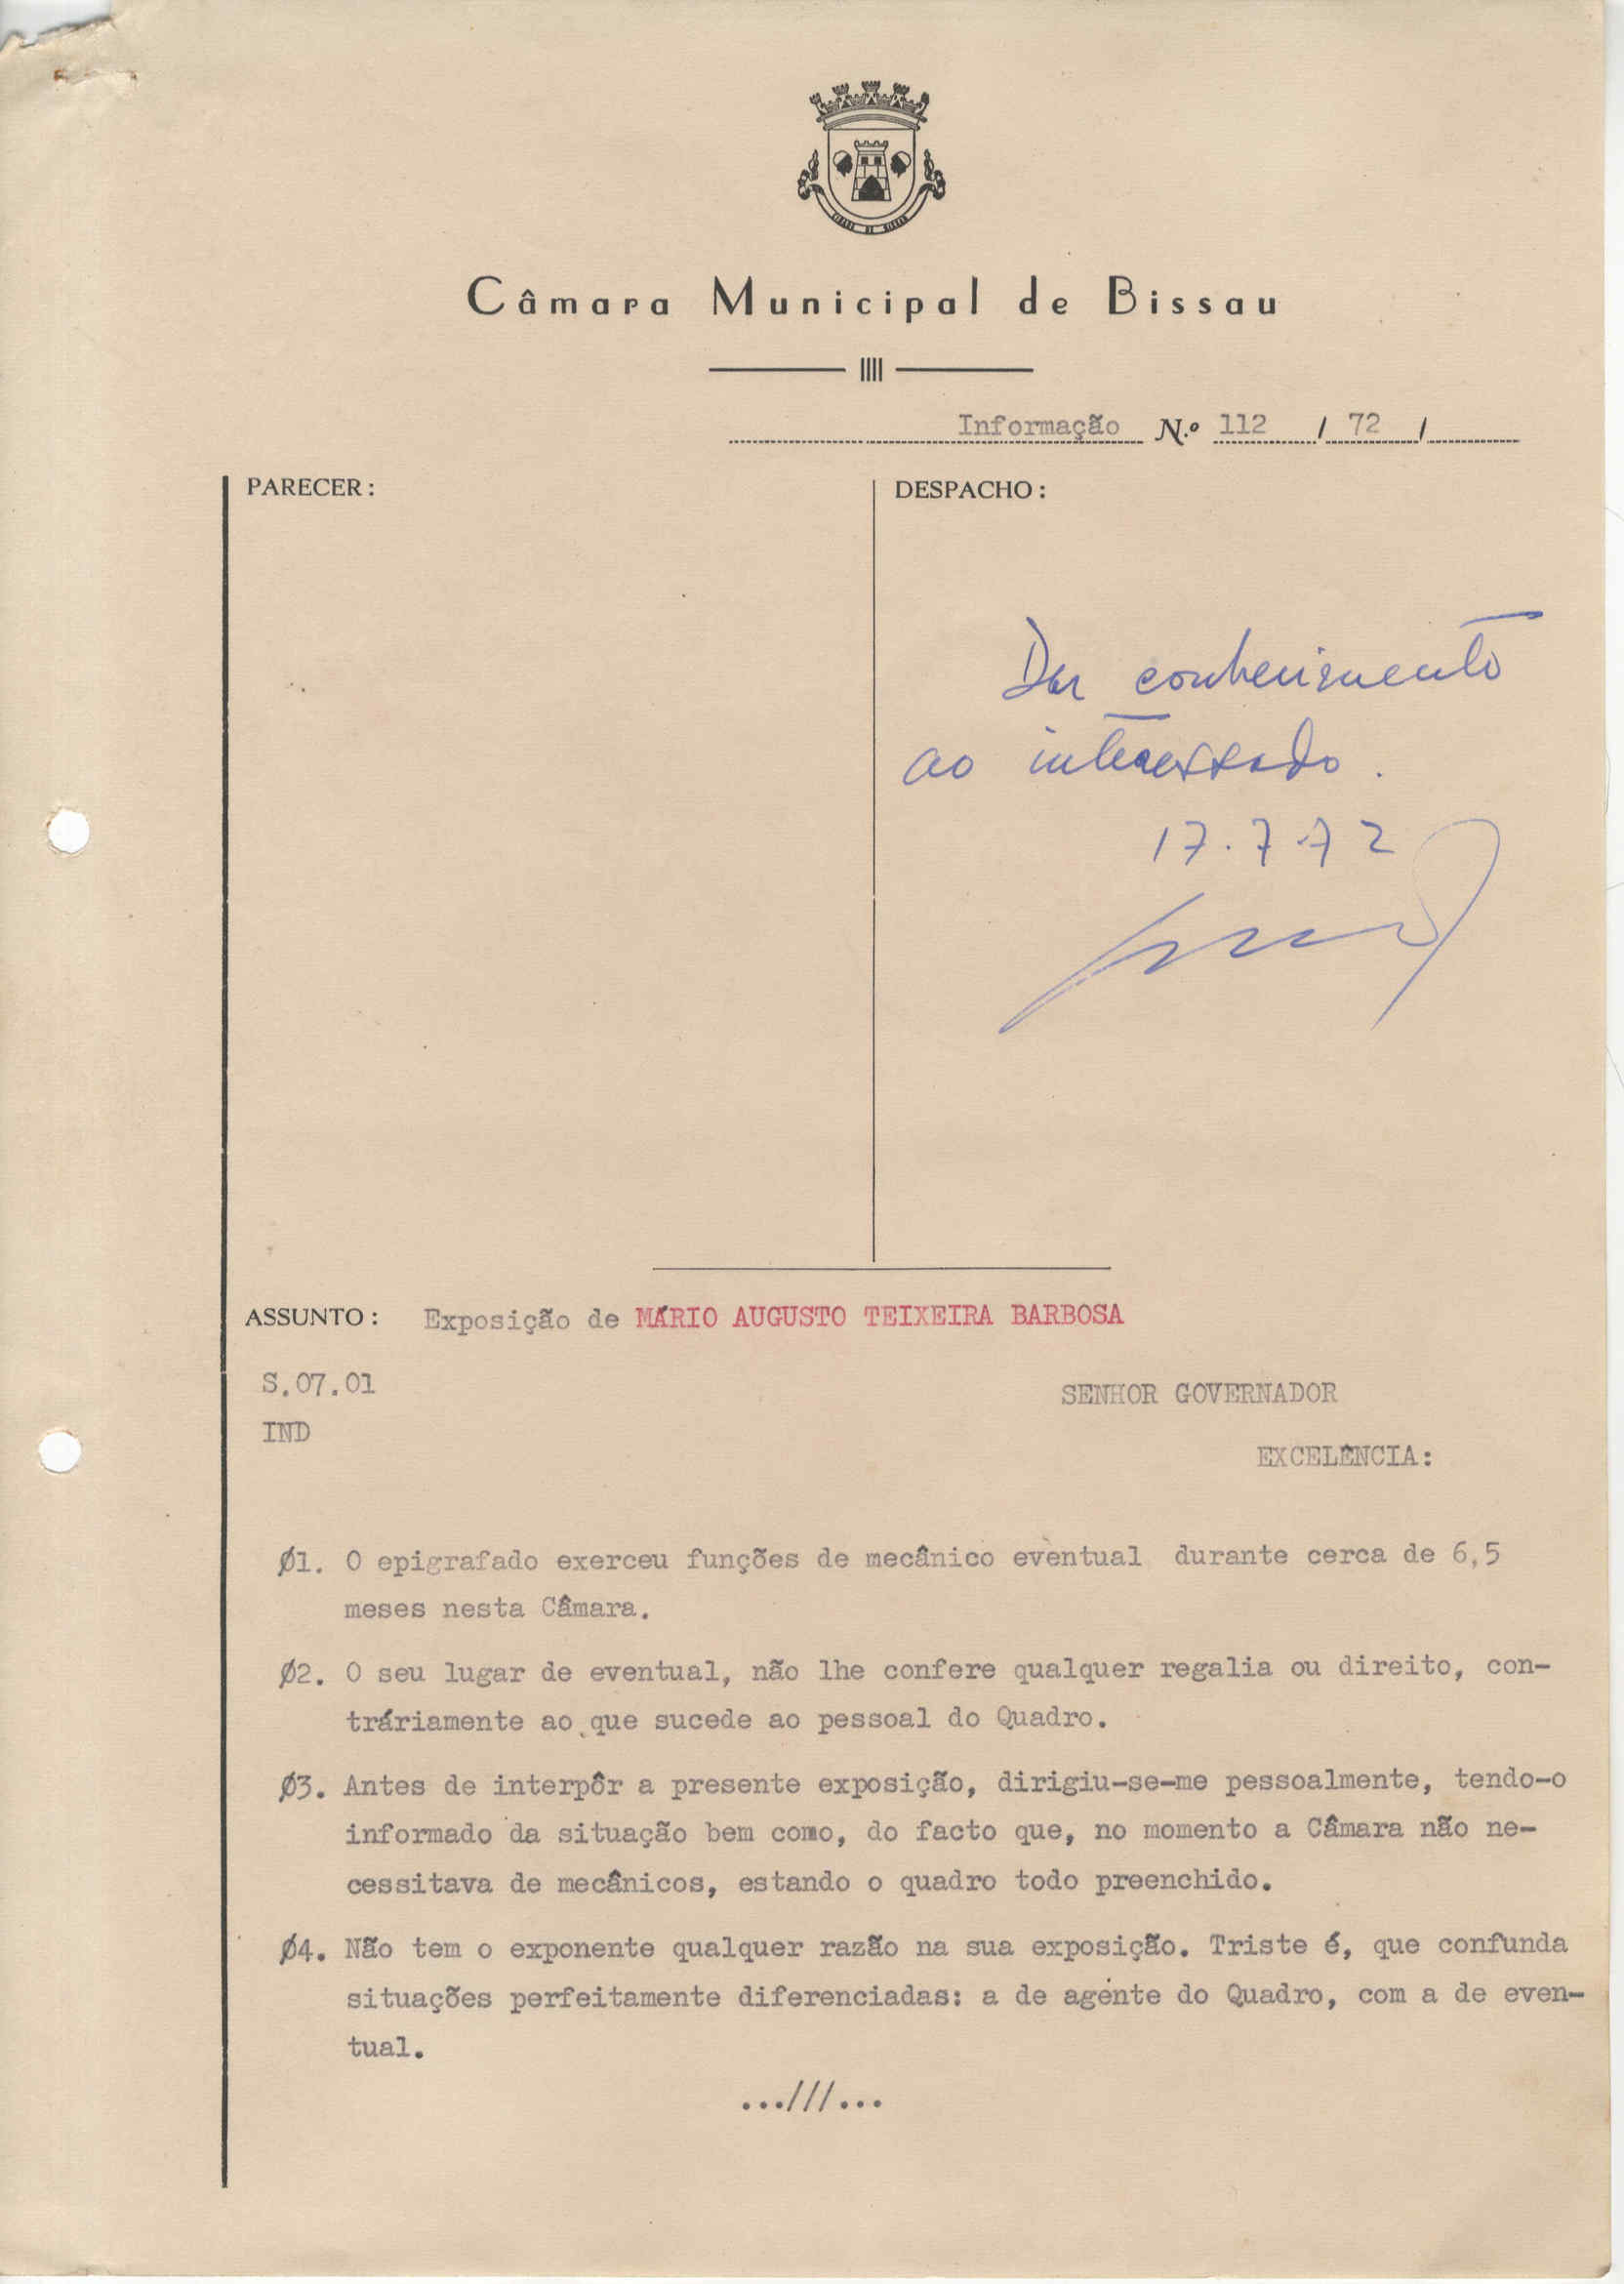 CIDADE DE BISSAU
Câmara Municipal de Bissau
Informação N.º 112 / 72 /
PARECER:
DESPACHO:
Dar conhecimento
ao interessado.
17.7.72
ASSUNTO: Exposição de MÁRIO AUGUSTO TEIXEIRA BARBOSA
S.07.01
IND
SENHOR GOVERNADOR
EXCELÊNCIA:
Ø1. O epigrafado exerceu funções de mecânico eventual durante cerca de 6,5
meses nesta Câmara.
Ø2. O seu lugar de eventual, não lhe confere qualquer regalia ou direito, con-
tráriamente ao que sucede ao pessoal do Quadro.
Ø3. Antes de interpôr a presente exposição, dirigiu-se-me pessoalmente, tendo-o
informado da situação bem como, do facto que, no momento a Câmara não ne-
cessitava de mecânicos, estando o quadro todo preenchido.
Ø4. Não tem o exponente qualquer razão na sua exposição. Triste é, que confunda
situações perfeitamente diferenciadas: a de agente do Quadro, com a de even-
tual.
...///...